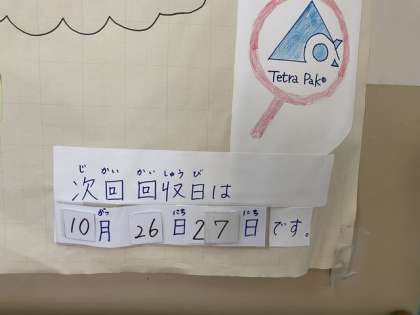 Tetra Pak®
じ かい かいしゅうび
次回 回収日は
がつ にち にち
10月 26日27日です。